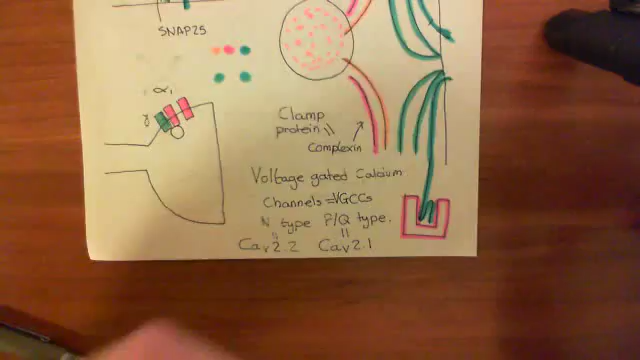 SNAP25
α1
γ
Clamp
protein =
Complexin
Voltage gated Calcium
Channels = VGCCs
N type P/Q type.
= =
Cav2.2 Cav2.1